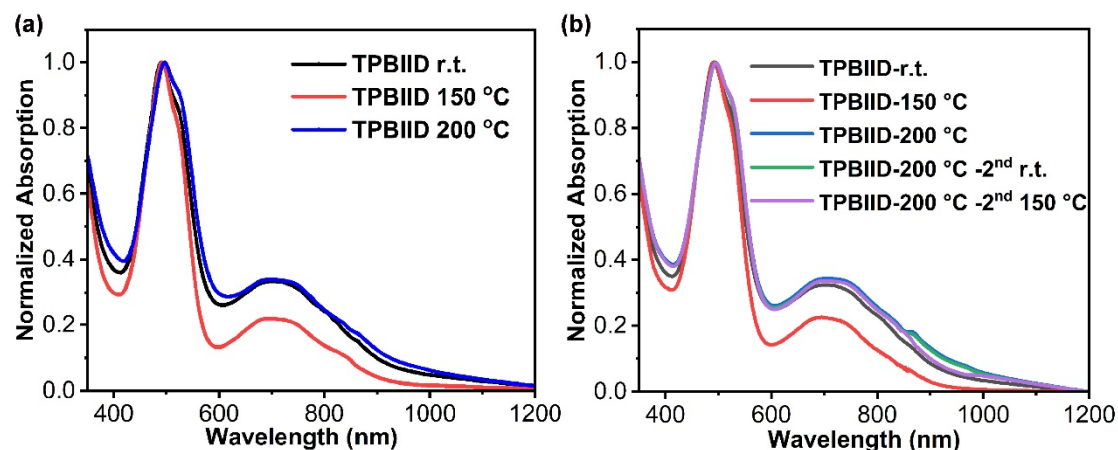 (a)
TPBIID r.t.
TPBIID 150 °C
TPBIID 200 °C
Normalized Absorption
1.0
0.8
0.6
0.4
0.2
0.0
400 600 800 1000 1200
Wavelength (nm)
(b)
TPBIID-r.t.
TPBIID-150 °C
TPBIID-200 °C
TPBIID-200 °C -2nd r.t.
TPBIID-200 °C -2nd 150 °C
Normalized Absorption
1.0
0.8
0.6
0.4
0.2
0.0
400 600 800 1000 1200
Wavelength (nm)